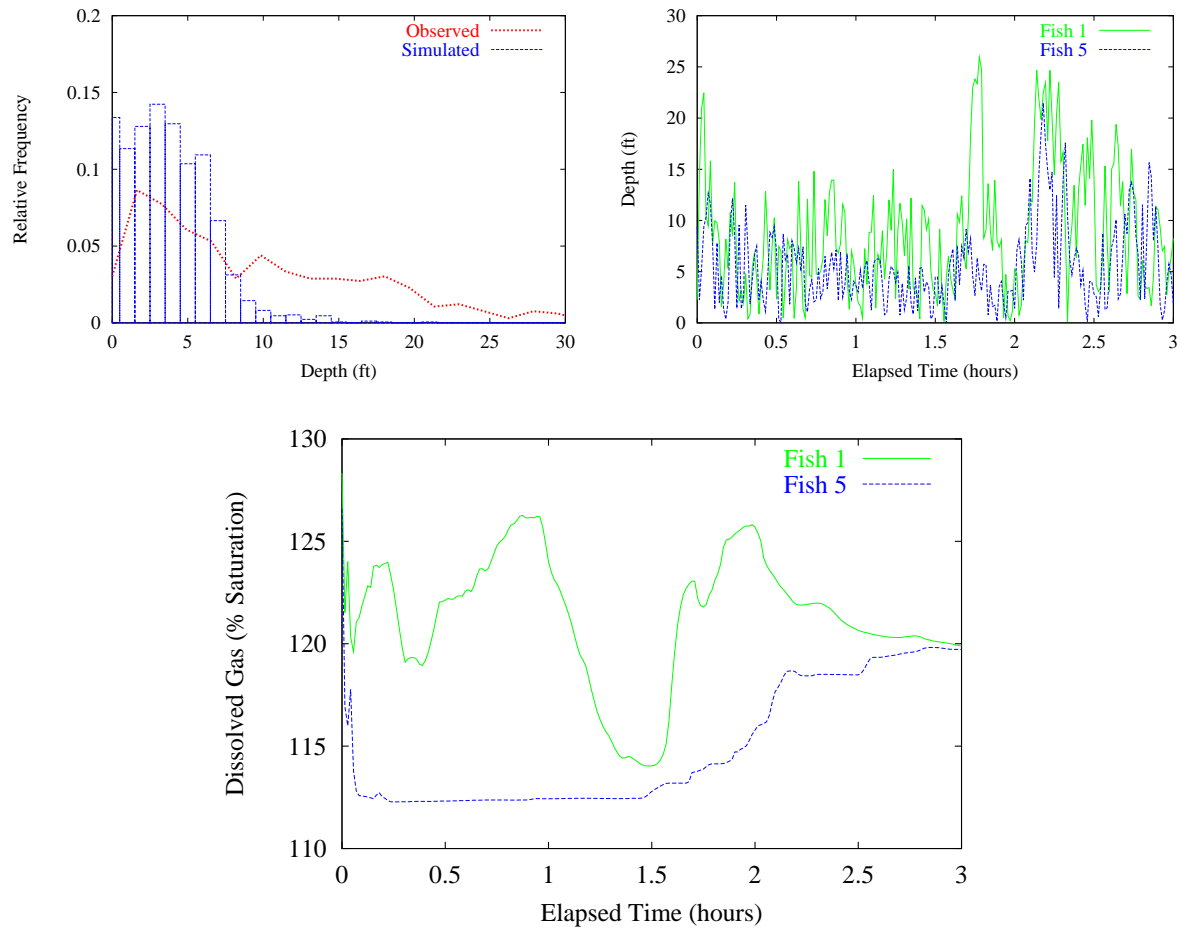 0.2
0.15
0.1
0.05
0
0 5 10 15 20 25 30
Relative Frequency
Depth (ft)
Observed
Simulated
30
25
20
15
10
5
0
0 0.5 1 1.5 2 2.5 3
Depth (ft)
Elapsed Time (hours)
Fish 1
Fish 5
130
125
120
115
110
0 0.5 1 1.5 2 2.5 3
Dissolved Gas (% Saturation)
Elapsed Time (hours)
Fish 1
Fish 5